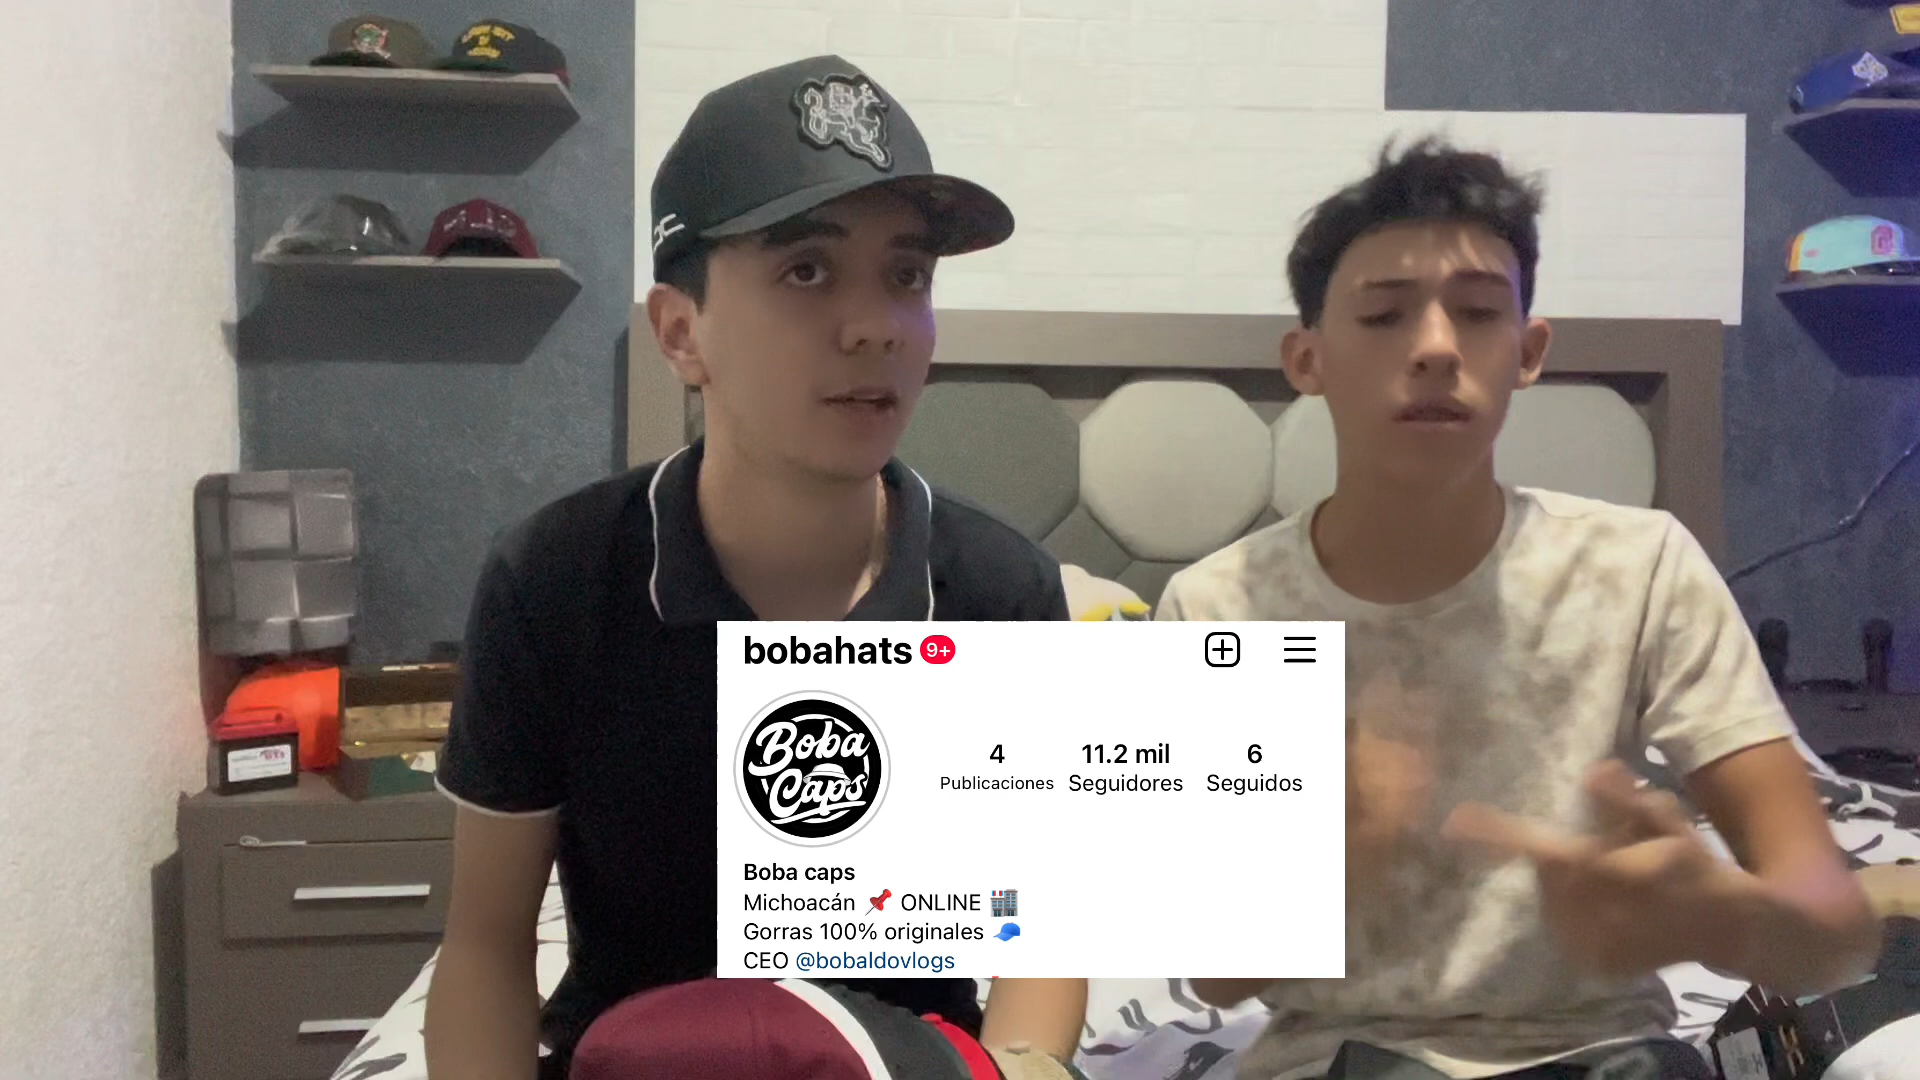 bobahats 9+
Boba
Caps
4 11.2 mil 6
Publicaciones Seguidores Seguidos
Boba caps
Michoacán 📌 ONLINE 🏬
Gorras 100% originales 🧢
CEO @bobaldovlogs